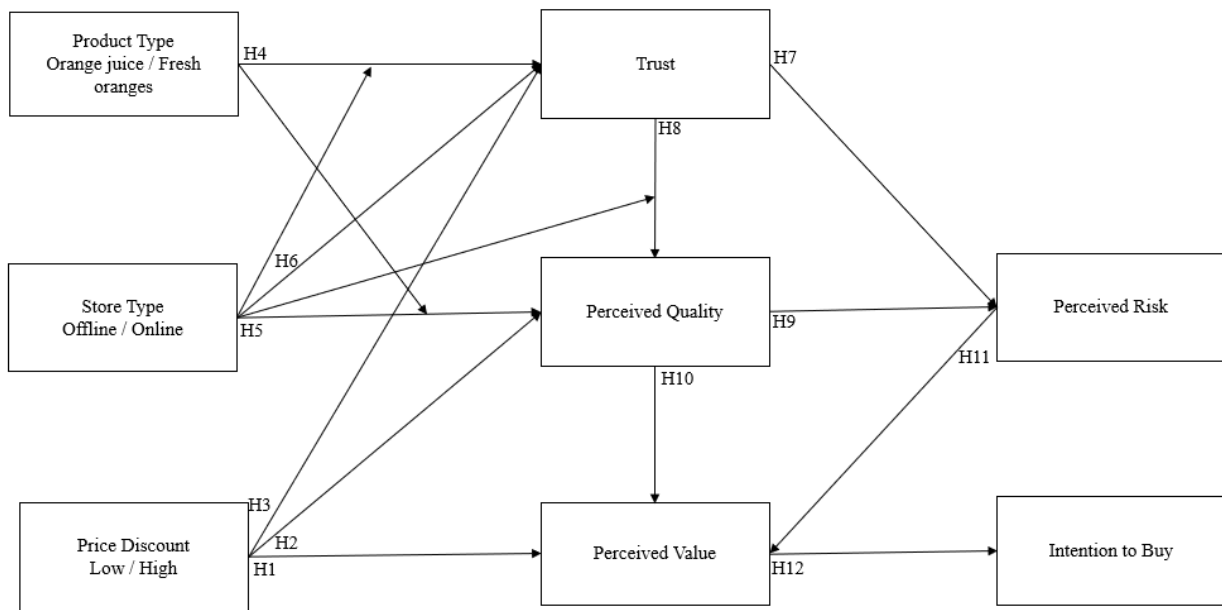 Product Type
Orange juice / Fresh
oranges
H4
Trust
H7
H8
Store Type
Offline / Online
H6
H5
Perceived Quality
H9
H10
Perceived Risk
H11
Price Discount
Low / High
H3
H2
H1
Perceived Value
H12
Intention to Buy